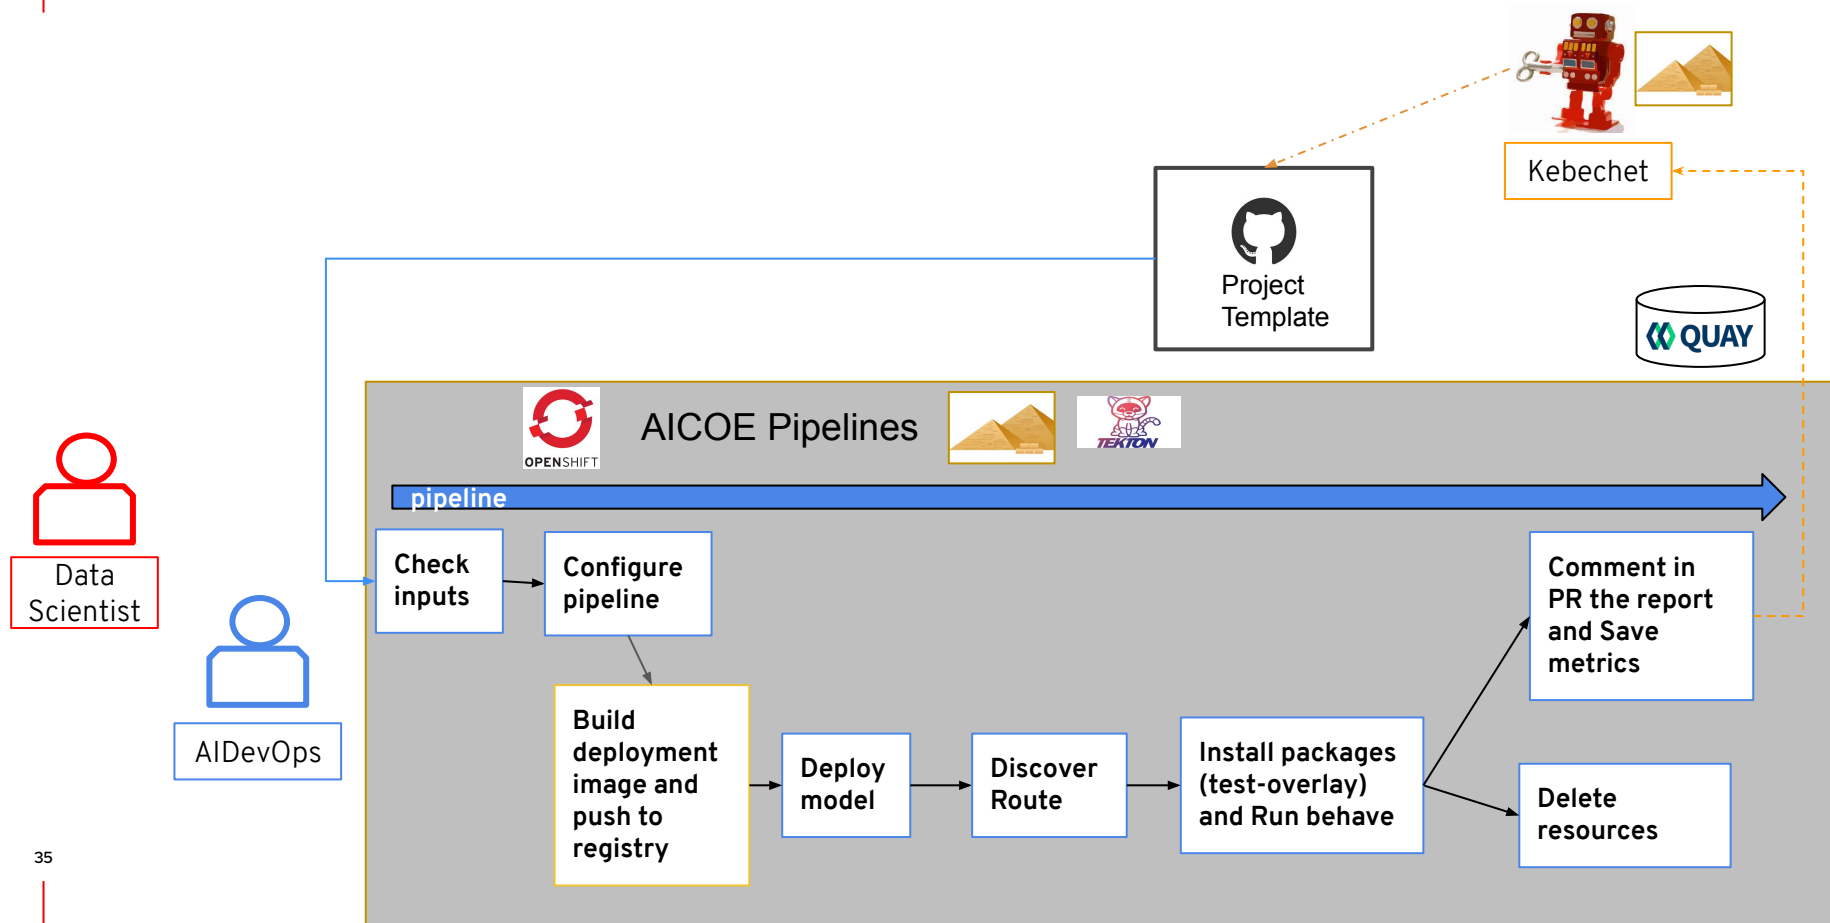 Kebechet
Project
Template
QUAY
OPENSHIFT
AICOE Pipelines
TEKTON
pipeline
Data
Scientist
AIDevOps
Check
inputs
Configure
pipeline
Build
deployment
image and
push to
registry
Deploy
model
Discover
Route
Install packages
(test-overlay)
and Run behave
Comment in
PR the report
and Save
metrics
Delete
resources
35